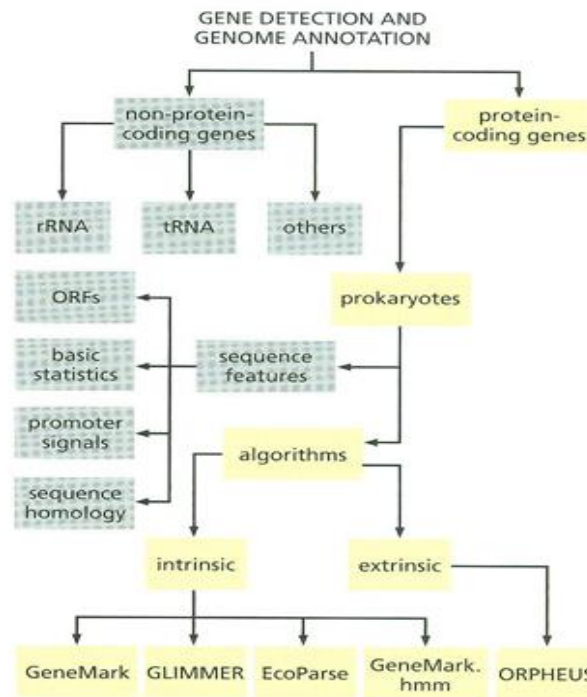 GENE DETECTION AND
GENOME ANNOTATION
non-protein-
coding genes
protein-
coding genes
rRNA
tRNA
others
ORFs
prokaryotes
basic
statistics
sequence
features
promoter
signals
algorithms
sequence
homology
intrinsic
extrinsic
GeneMark
GLIMMER
EcoParse
GeneMark.
hmm
ORPHEUS